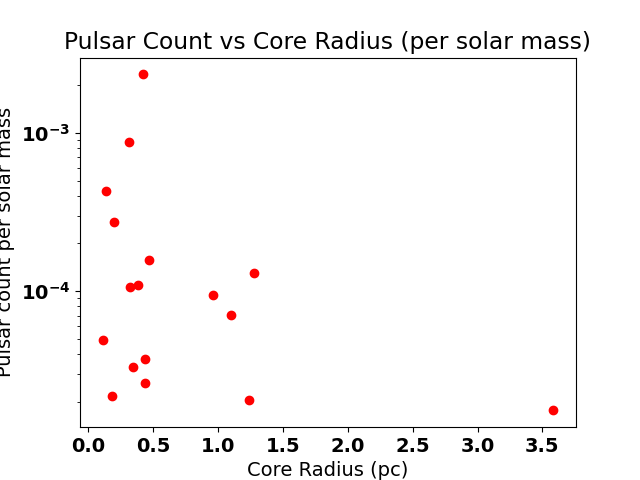 Pulsar Count vs Core Radius (per solar mass)
Pulsar count per solar mass
10⁻³
10⁻⁴
0.0 0.5 1.0 1.5 2.0 2.5 3.0 3.5
Core Radius (pc)